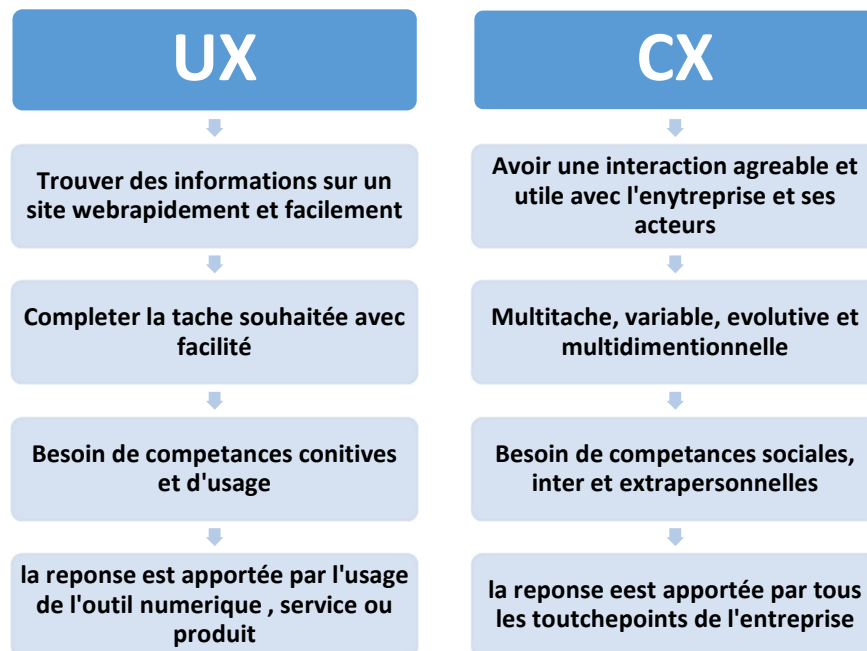 UX
Trouver des informations sur un
site webrapidement et facilement
Completer la tache souhaitée avec
facilité
Besoin de competances conitives
et d'usage
la reponse est apportée par l'usage
de l'outil numerique , service ou
produit
CX
Avoir une interaction agreable et
utile avec l'enytreprise et ses
acteurs
Multitache, variable, evolutive et
multidimentionnelle
Besoin de competances sociales,
inter et extrapersonnelles
la reponse eest apportée par tous
les toutchepoints de l'entreprise